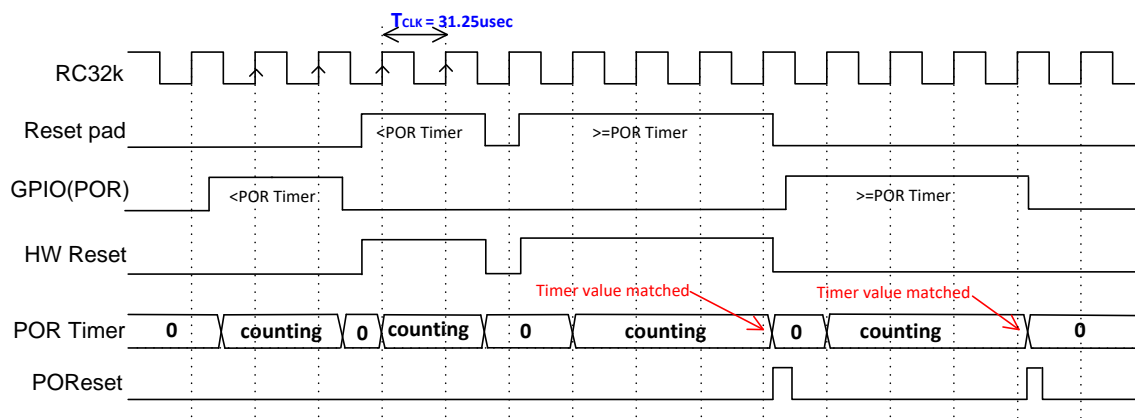 TCLK = 31.25usec
RC32k
Reset pad <POR Timer >=POR Timer
GPIO(POR) <POR Timer >=POR Timer
HW Reset
Timer value matched Timer value matched
POR Timer 0 counting 0 counting 0 counting 0 counting 0
POReset